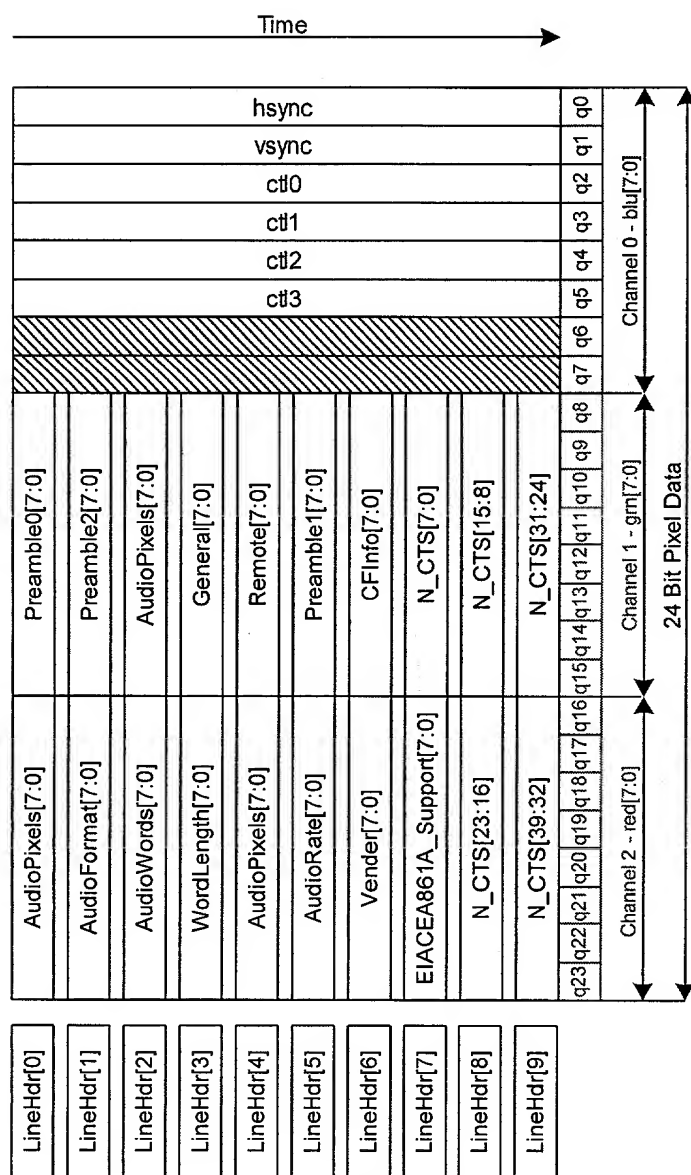 Time
hsync
q0
vsync
q1
ctl0
q2
ctl1
q3
ctl2
q4
ctl3
q5
q6
q7
Channel 0 - blu[7:0]
Preamble0[7:0]
Preamble2[7:0]
AudioPixels[7:0]
General[7:0]
Remote[7:0]
Preamble1[7:0]
CFInfo[7:0]
N_CTS[7:0]
N_CTS[15:8]
N_CTS[31:24]
q8
q9
q10
q11
q12
q13
q14
q15
Channel 1 - grn[7:0]
24 Bit Pixel Data
AudioPixels[7:0]
AudioFormat[7:0]
AudioWords[7:0]
WordLength[7:0]
AudioPixels[7:0]
AudioRate[7:0]
Vender[7:0]
EIACEA861A_Support[7:0]
N_CTS[23:16]
N_CTS[39:32]
q16
q17
q18
q19
q20
q21
q22
q23
Channel 2 - red[7:0]
LineHdr[0]
LineHdr[1]
LineHdr[2]
LineHdr[3]
LineHdr[4]
LineHdr[5]
LineHdr[6]
LineHdr[7]
LineHdr[8]
LineHdr[9]